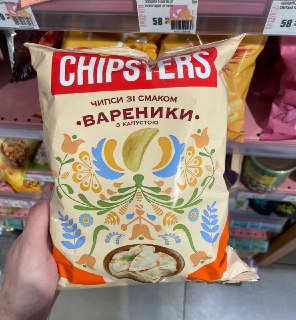 58
58
CHIPSTERS
ЧИПСИ ЗІ СМАКОМ
•ВАРЕНИКИ•
З КАПУСТОЮ